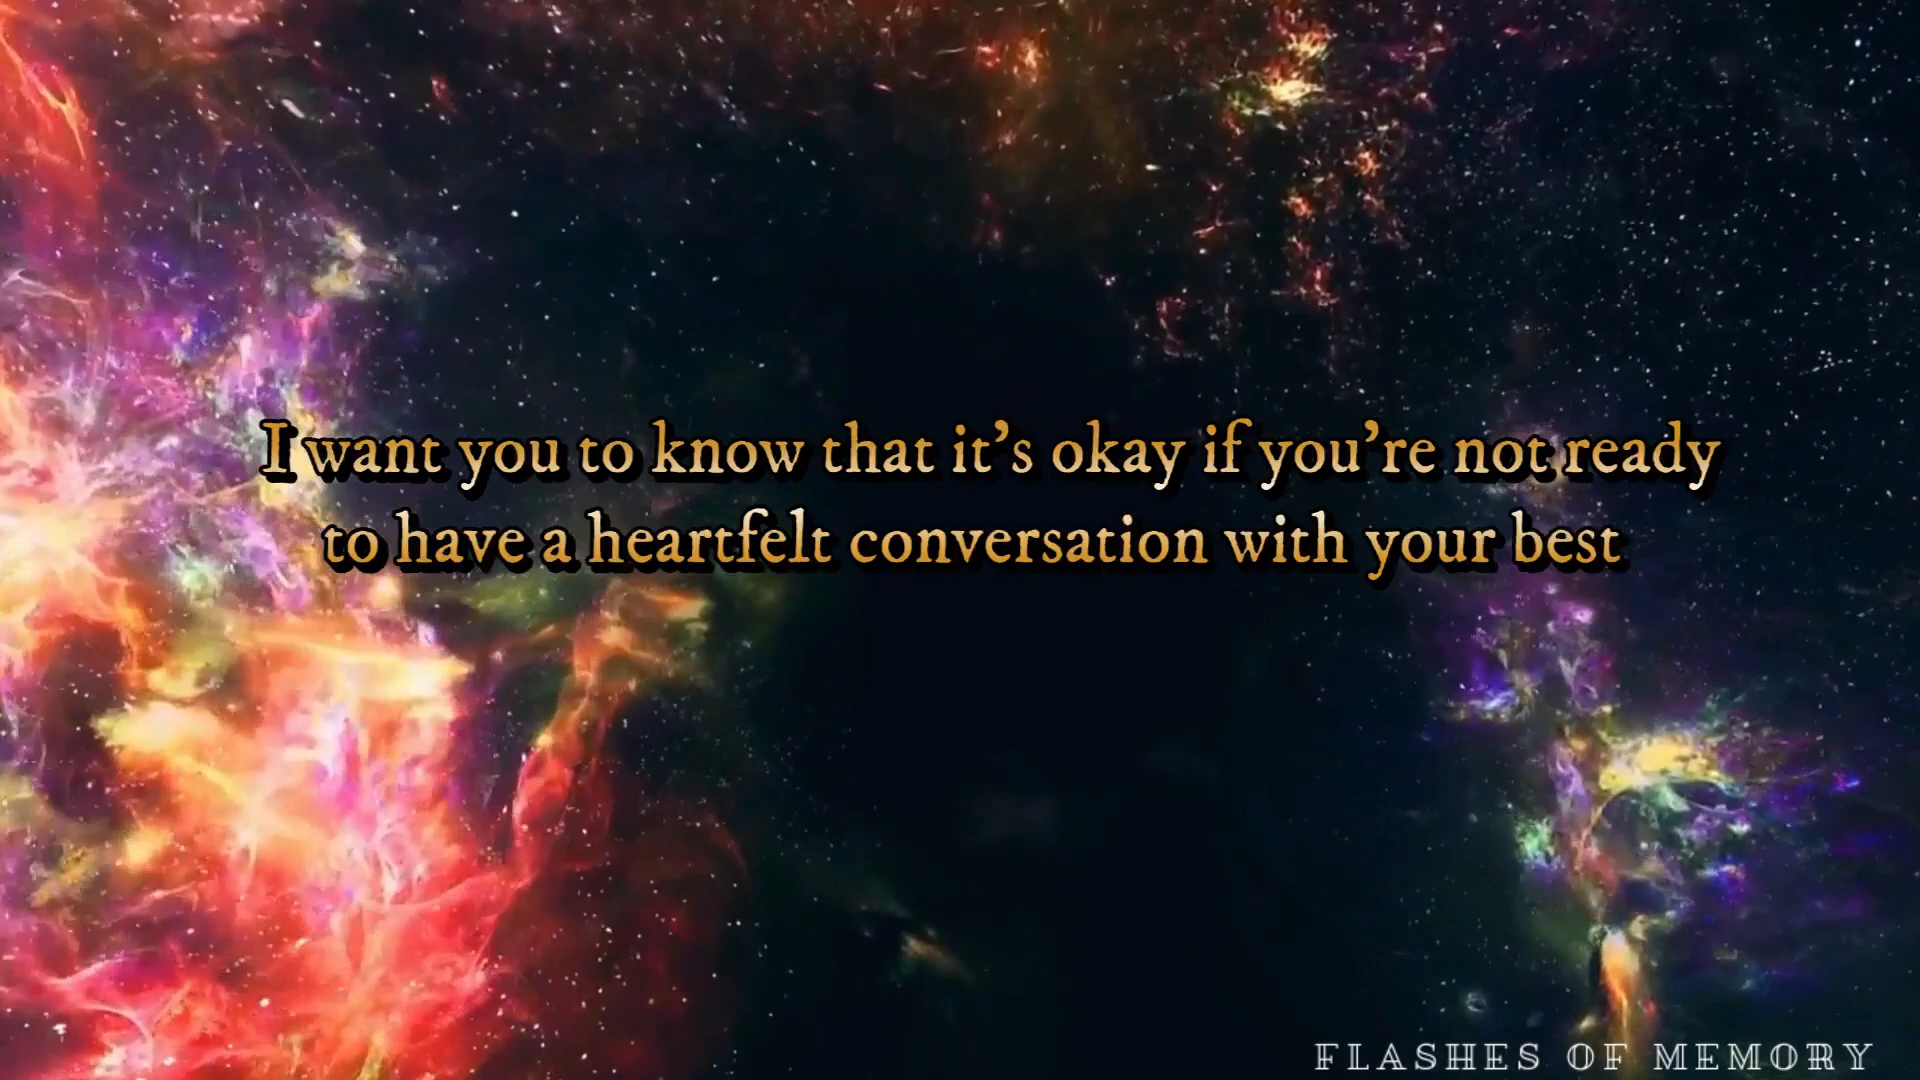 I want you to know that it’s okay if you’re not ready
to have a heartfelt conversation with your best
FLASHES OF MEMORY